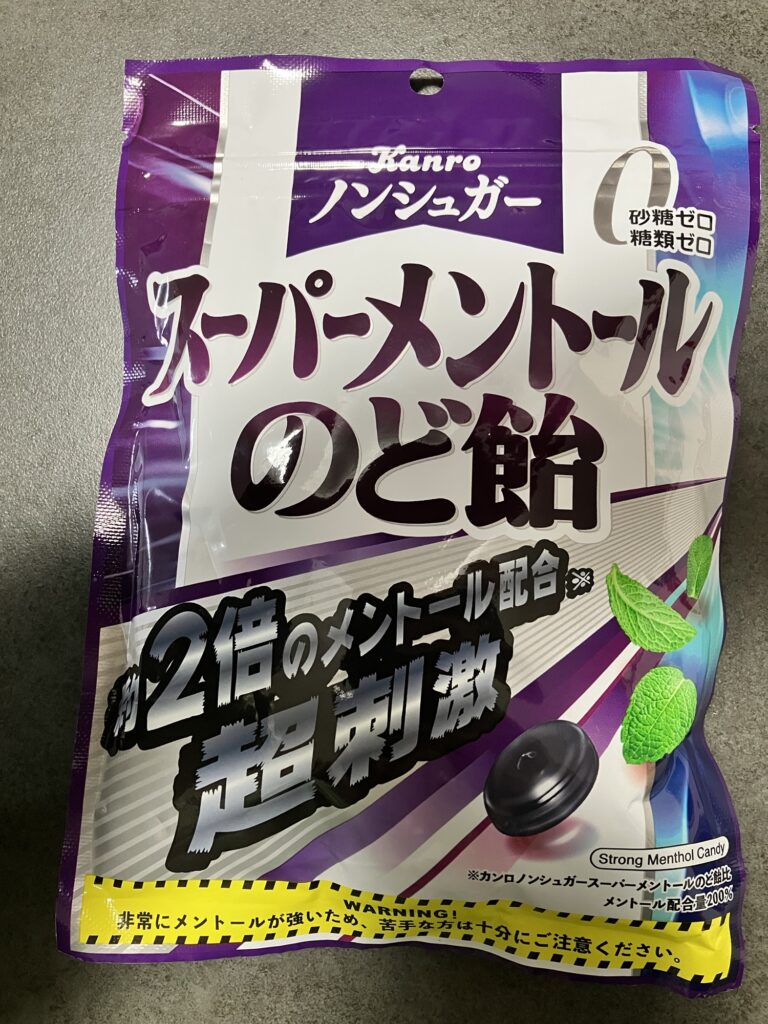 Kanro
ノンシュガー
0
砂糖ゼロ
糖類ゼロ
スーパーメントール
のど飴
約2倍のメントール配合※
超刺激
Strong Menthol Candy
※カンロノンシュガースーパーメントールのど飴比
メントール配合量200%
WARNING!
非常にメントールが強いため、苦手な方は十分にご注意ください。